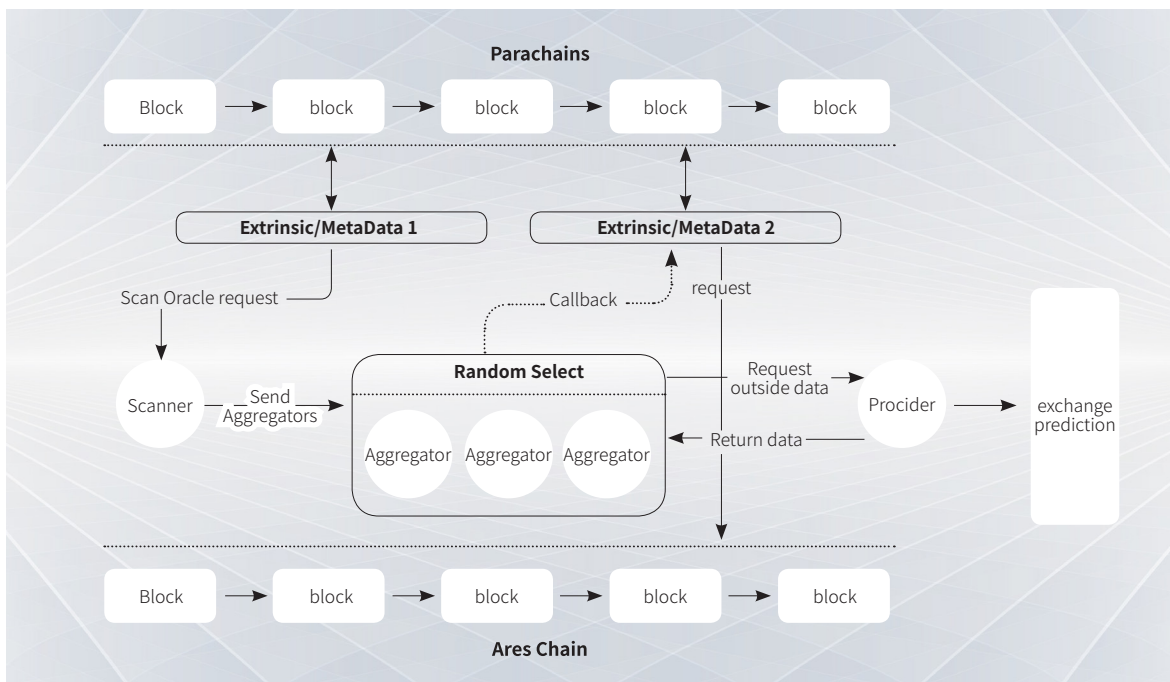 Parachains
Block
block
block
block
block
Extrinsic/MetaData 1
Extrinsic/MetaData 2
Scan Oracle request
Callback
request
Random Select
Request
outside data
Scanner
Send
Aggregators
Procider
exchange
prediction
Return data
Aggregator
Aggregator
Aggregator
Block
block
block
block
block
Ares Chain